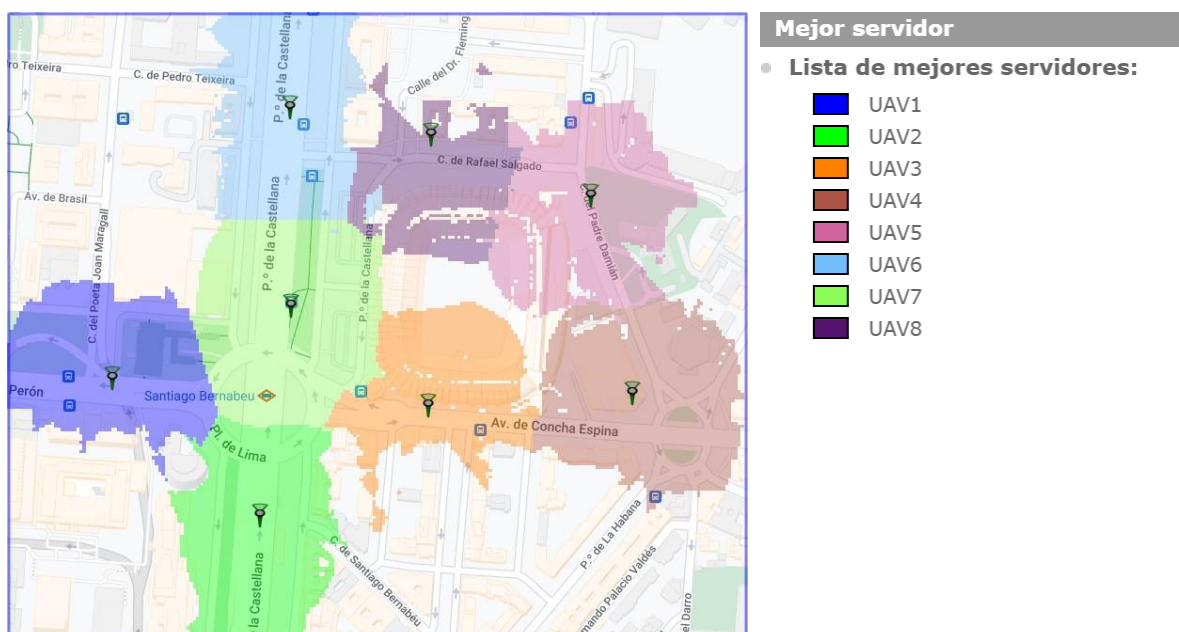 Mejor servidor
Lista de mejores servidores:
UAV1
UAV2
UAV3
UAV4
UAV5
UAV6
UAV7
UAV8
ro Teixeira
C. de Pedro Teixeira
P.º de la Castellana
Calle del Dr. Fleming
C. de Rafael Salgado
Av. de Brasil
C. del Poeta Joan Maragall
P.º de la Castellana
P.º de la Castellana
del Padre Damián
Perón
Santiago Bernabeu
Pl. de Lima
Av. de Concha Espina
C. de Santiago Bernabéu
P.º de La Habana
mando Palacio Valdés
la Castellana
el Darro